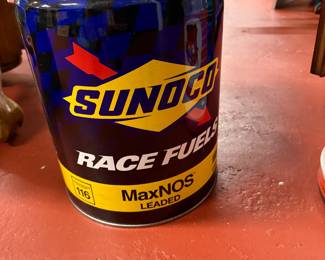 SUNOCO
RACE FUELS
116
MaxNOS
LEADED